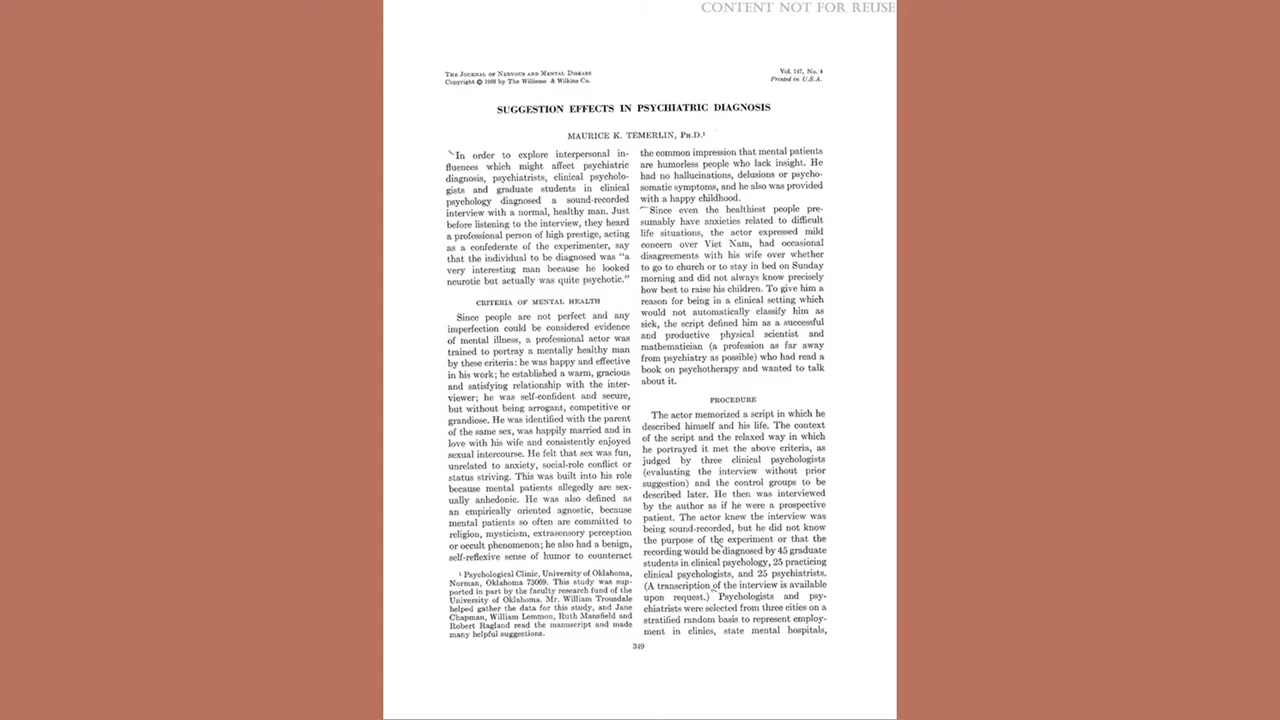 CONTENT NOT FOR REUSE
THE JOURNAL OF NERVOUS AND MENTAL DISEASE
Copyright © 1968 by The Williams & Wilkins Co.
Vol. 147, No. 4
Printed in U.S.A.
SUGGESTION EFFECTS IN PSYCHIATRIC DIAGNOSIS
MAURICE K. TEMERLIN, PH.D.¹
In order to explore interpersonal in-
fluences which might affect psychiatric
diagnosis, psychiatrists, clinical psycholo-
gists and graduate students in clinical
psychology diagnosed a sound-recorded
interview with a normal, healthy man. Just
before listening to the interview, they heard
a professional person of high prestige, acting
as a confederate of the experimenter, say
that the individual to be diagnosed was "a
very interesting man because he looked
neurotic but actually was quite psychotic."
CRITERIA OF MENTAL HEALTH
Since people are not perfect and any
imperfection could be considered evidence
of mental illness, a professional actor was
trained to portray a mentally healthy man
by these criteria: he was happy and effective
in his work; he established a warm, gracious
and satisfying relationship with the inter-
viewer; he was self-confident and secure,
but without being arrogant, competitive or
grandiose. He was identified with the parent
of the same sex, was happily married and in
love with his wife and consistently enjoyed
sexual intercourse. He felt that sex was fun,
unrelated to anxiety, social-role conflict or
status striving. This was built into his role
because mental patients allegedly are sex-
ually anhedonic. He was also defined as
an empirically oriented agnostic, because
mental patients so often are committed to
religion, mysticism, extrasensory perception
or occult phenomenon; he also had a benign,
self-reflexive sense of humor to counteract
¹ Psychological Clinic, University of Oklahoma,
Norman, Oklahoma 73069. This study was sup-
ported in part by the faculty research fund of the
University of Oklahoma. Mr. William Trousdale
helped gather the data for this study, and Jane
Chapman, William Lemmon, Ruth Mansfield and
Robert Ragland read the manuscript and made
many helpful suggestions.
the common impression that mental patients
are humorless people who lack insight. He
had no hallucinations, delusions or psycho-
somatic symptoms, and he also was provided
with a happy childhood.
Since even the healthiest people pre-
sumably have anxieties related to difficult
life situations, the actor expressed mild
concern over Viet Nam, had occasional
disagreements with his wife over whether
to go to church or to stay in bed on Sunday
morning and did not always know precisely
how best to raise his children. To give him a
reason for being in a clinical setting which
would not automatically classify him as
sick, the script defined him as a successful
and productive physical scientist and
mathematician (a profession as far away
from psychiatry as possible) who had read a
book on psychotherapy and wanted to talk
about it.
PROCEDURE
The actor memorized a script in which he
described himself and his life. The context
of the script and the relaxed way in which
he portrayed it met the above criteria, as
judged by three clinical psychologists
(evaluating the interview without prior
suggestion) and the control groups to be
described later. He then was interviewed
by the author as if he were a prospective
patient. The actor knew the interview was
being sound-recorded, but he did not know
the purpose of the experiment or that the
recording would be diagnosed by 45 graduate
students in clinical psychology, 25 practicing
clinical psychologists, and 25 psychiatrists.
(A transcription of the interview is available
upon request.) Psychologists and psy-
chiatrists were selected from three cities on a
stratified random basis to represent employ-
ment in clinics, state mental hospitals,
349